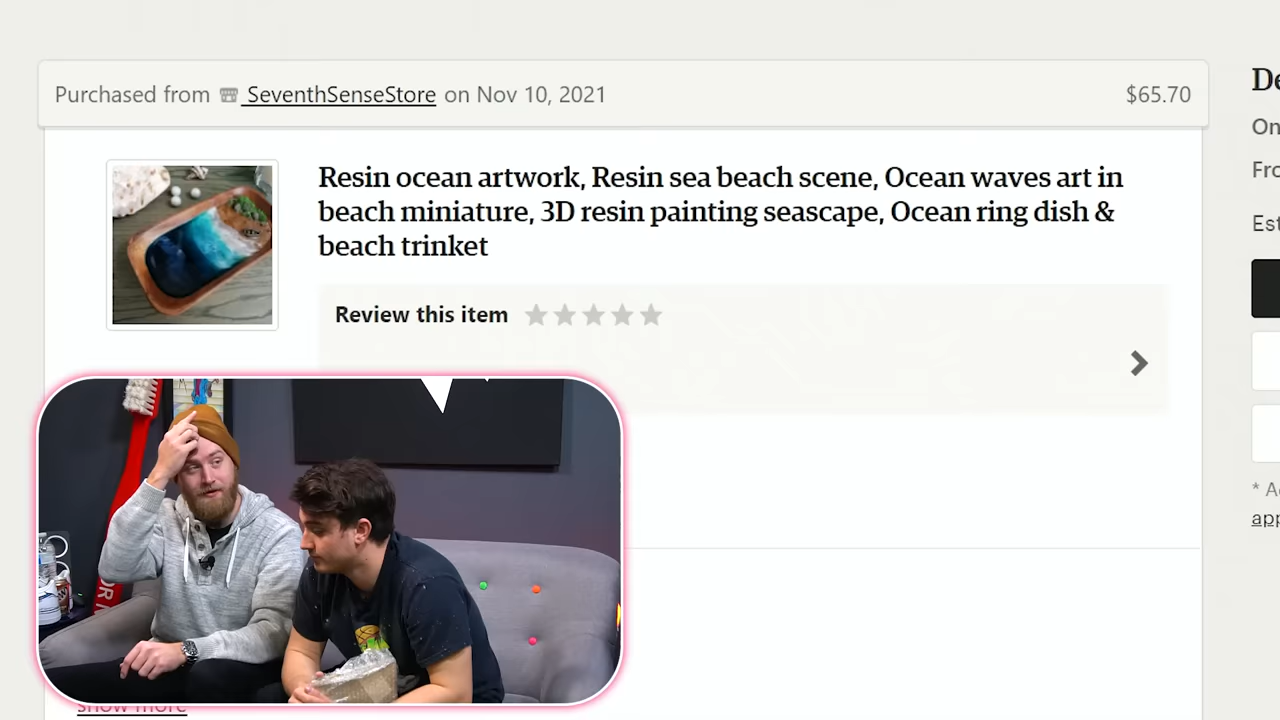 Purchased from SeventhSenseStore on Nov 10, 2021
$65.70
Resin ocean artwork, Resin sea beach scene, Ocean waves art in
beach miniature, 3D resin painting seascape, Ocean ring dish &
beach trinket
Review this item
show more
De
On
Fro
Est
* A
app